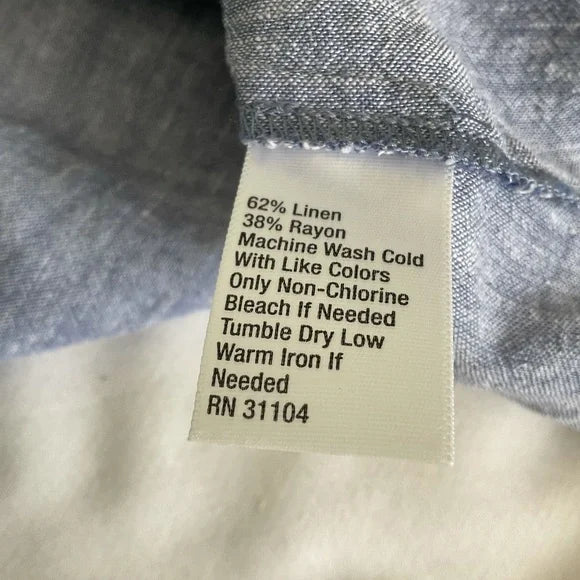 62% Linen
38% Rayon
Machine Wash Cold
With Like Colors
Only Non-Chlorine
Bleach If Needed
Tumble Dry Low
Warm Iron If
Needed
RN 31104